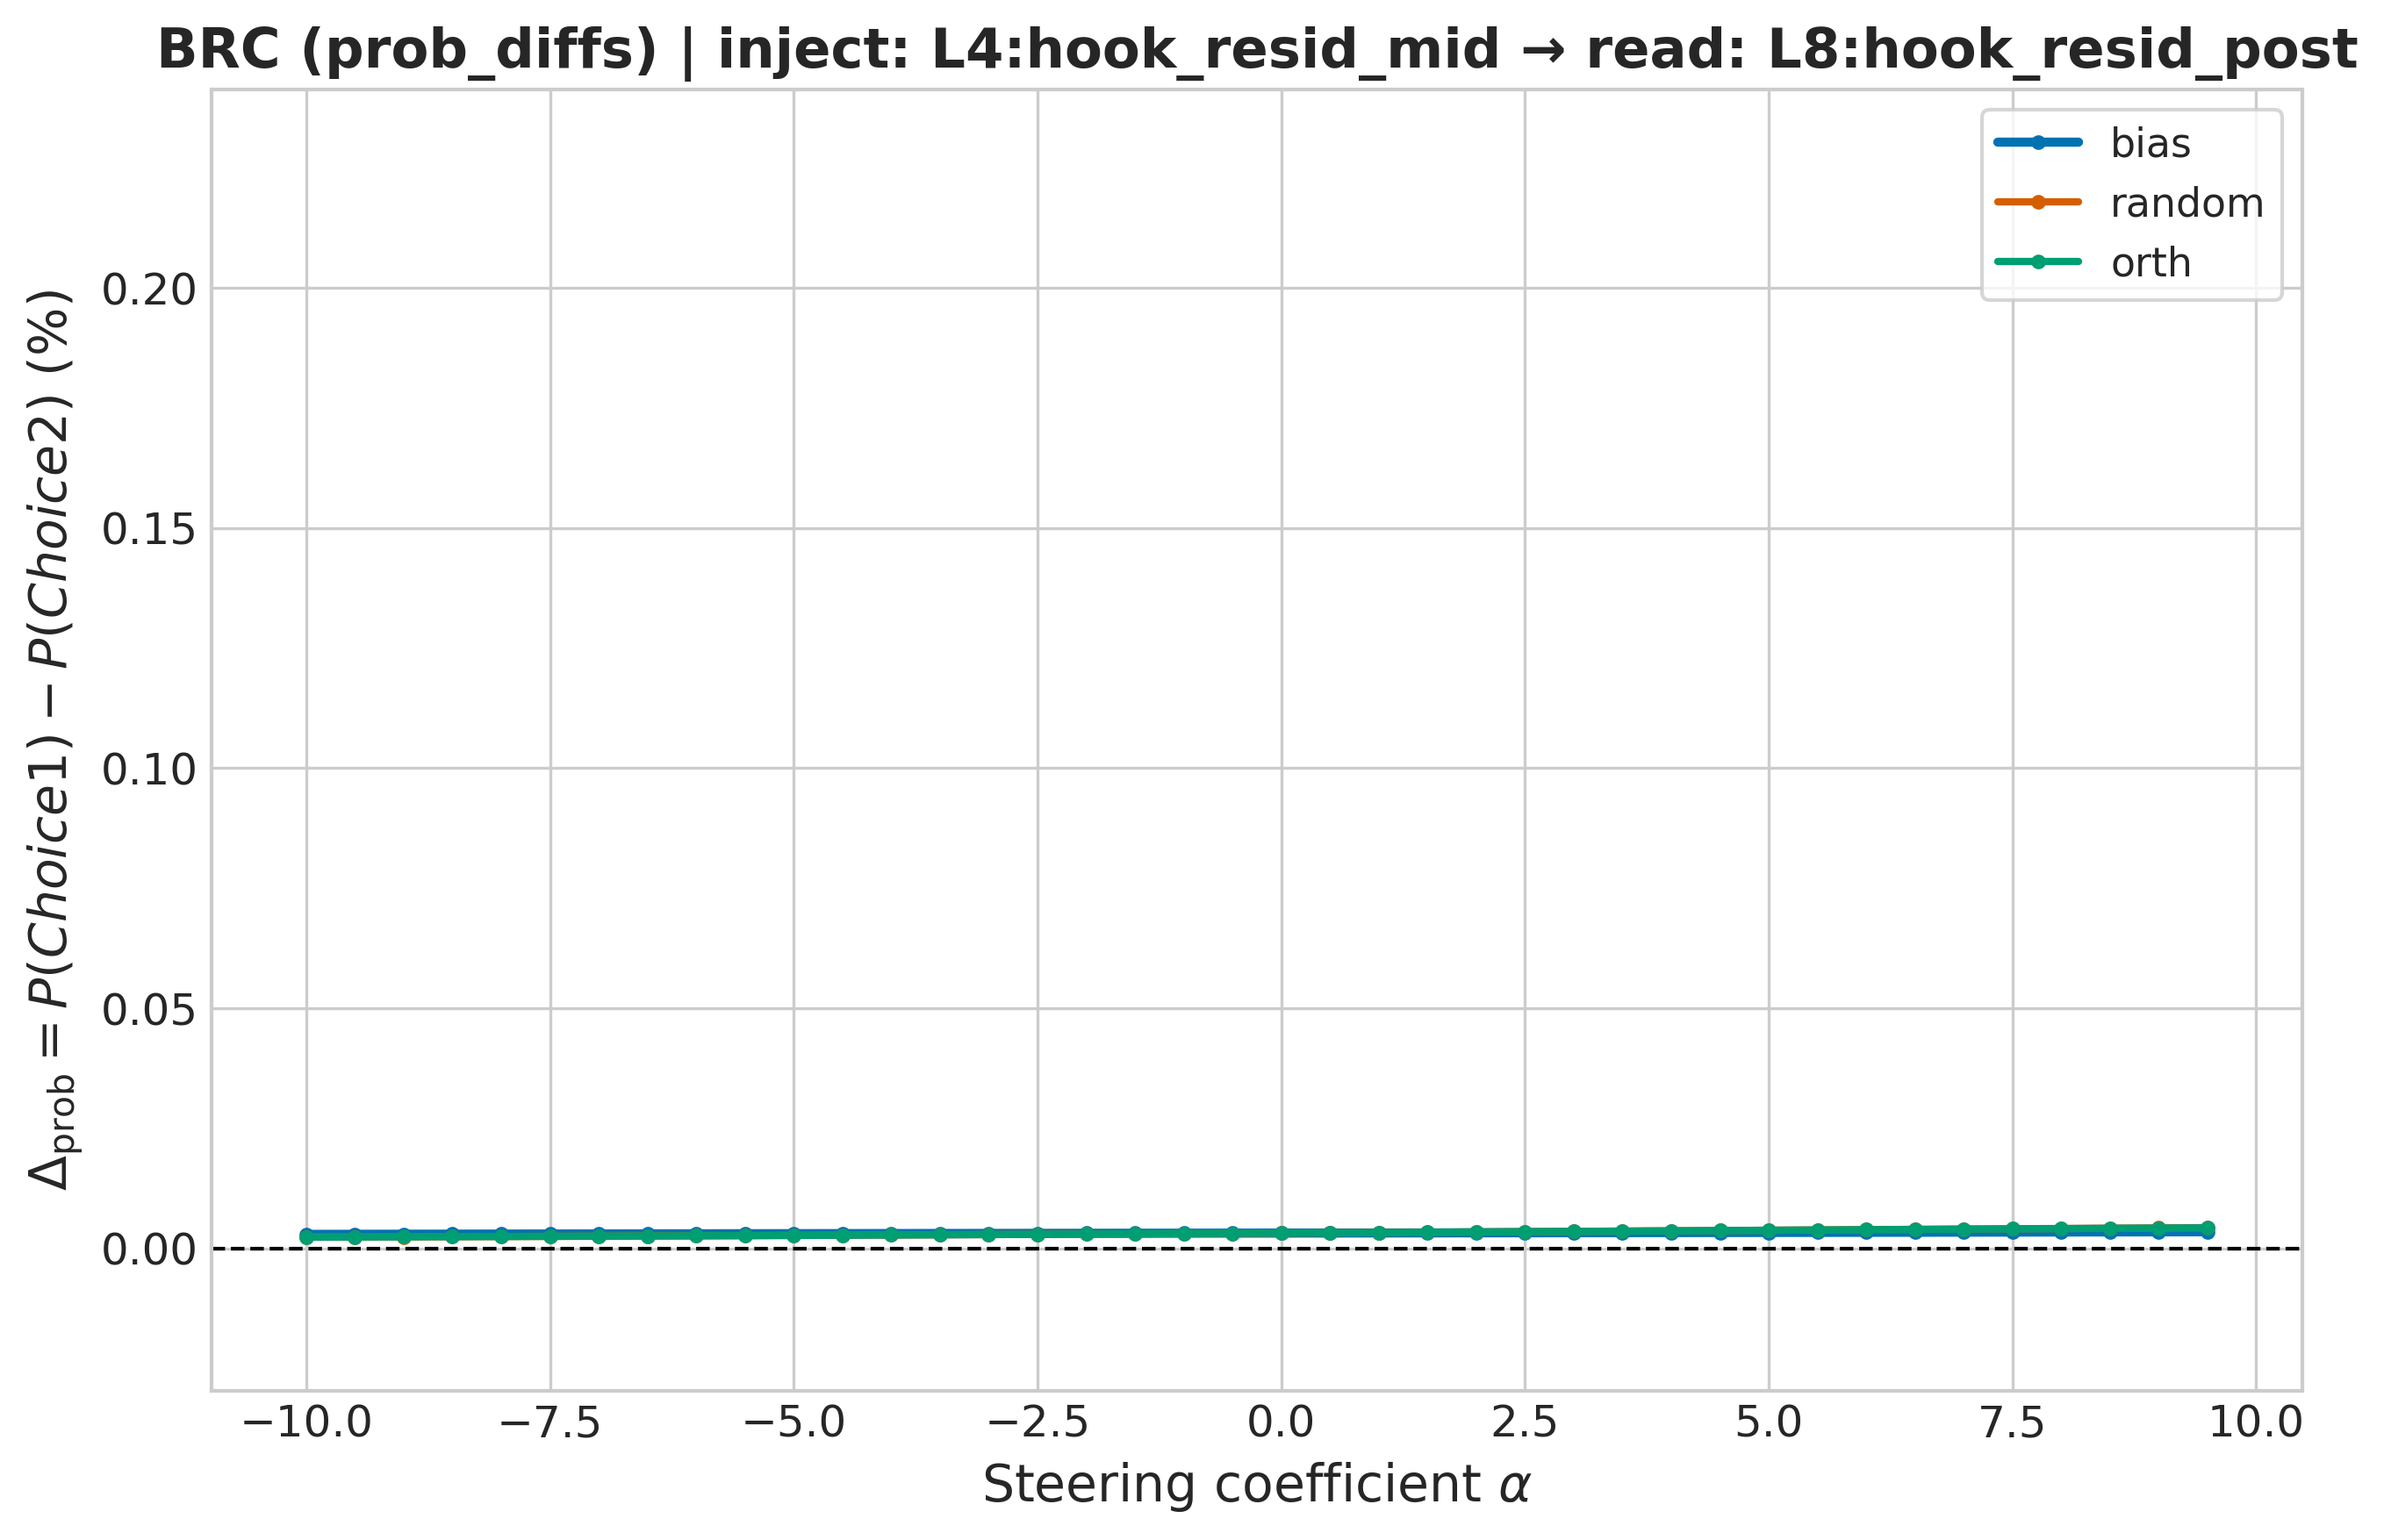 BRC (prob_diffs) | inject: L4:hook_resid_mid → read: L8:hook_resid_post
bias
random
orth
Δprob = P(Choice1) − P(Choice2) (%)
0.20
0.15
0.10
0.05
0.00
−10.0 −7.5 −5.0 −2.5 0.0 2.5 5.0 7.5 10.0
Steering coefficient α